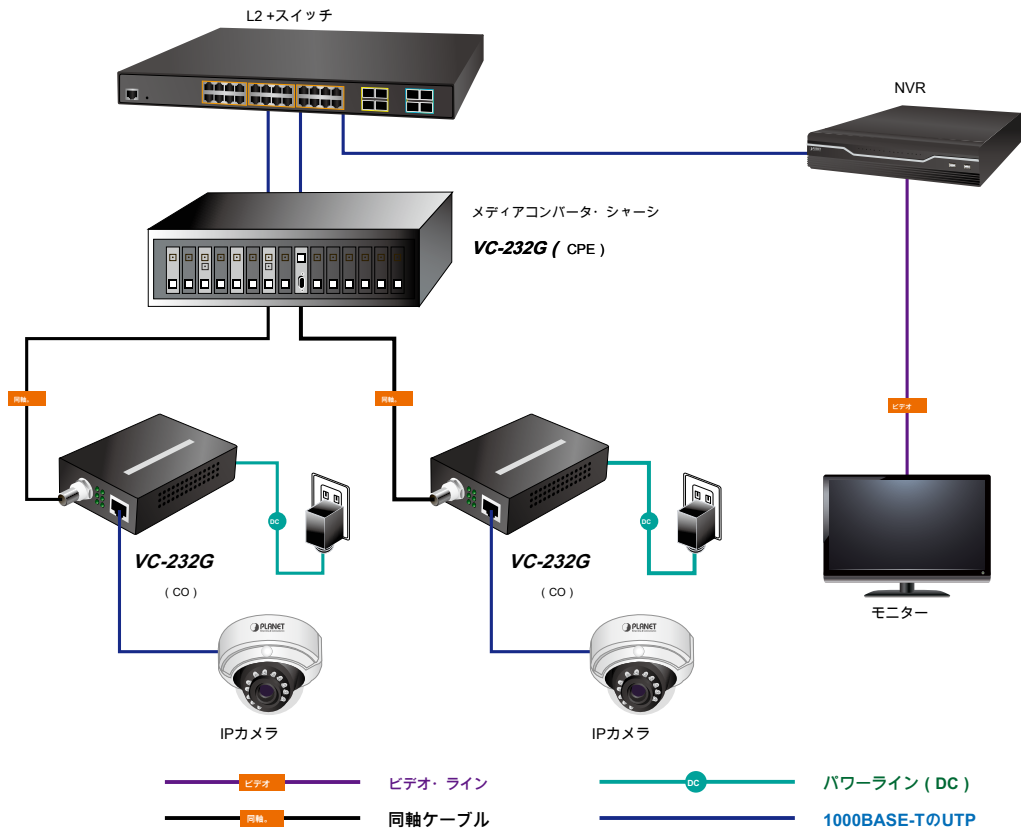 L2 +スイッチ
NVR
メディアコンバータ・シャーシ
VC-232G ( CPE )
同軸。
同軸。
ビデオ
DC
DC
VC-232G
( CO )
VC-232G
( CO )
モニター
PLANET
PLANET
IPカメラ
IPカメラ
ビデオ
ビデオ・ライン
DC
パワーライン ( DC )
同軸。
同軸ケーブル
1000BASE-TのUTP